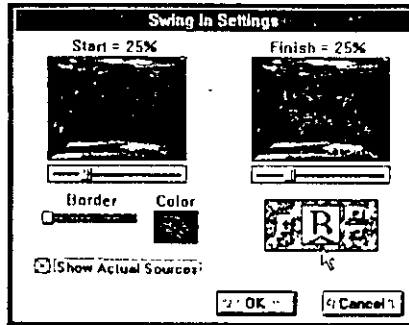 Swing In Settings
Start = 25% Finish = 25%
Border Color
R
Show Actual Sources
OK Cancel